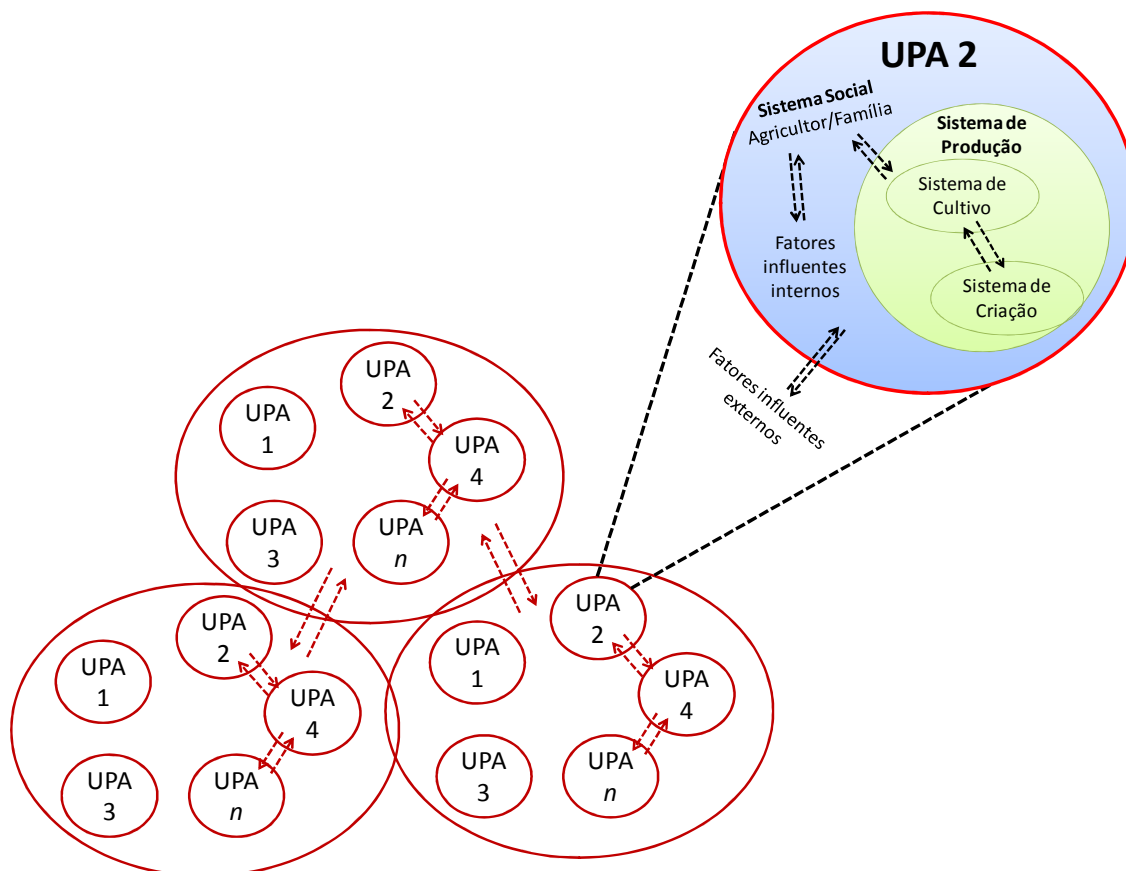 UPA 2
Sistema Social
Agricultor/Família
Sistema de
Produção
Sistema de
Cultivo
Fatores
influentes
internos
Sistema de
Criação
Fatores influentes
externos
UPA
2
UPA
1
UPA
4
UPA
3
UPA
n
UPA
2
UPA
1
UPA
4
UPA
3
UPA
n
UPA
2
UPA
1
UPA
4
UPA
3
UPA
n